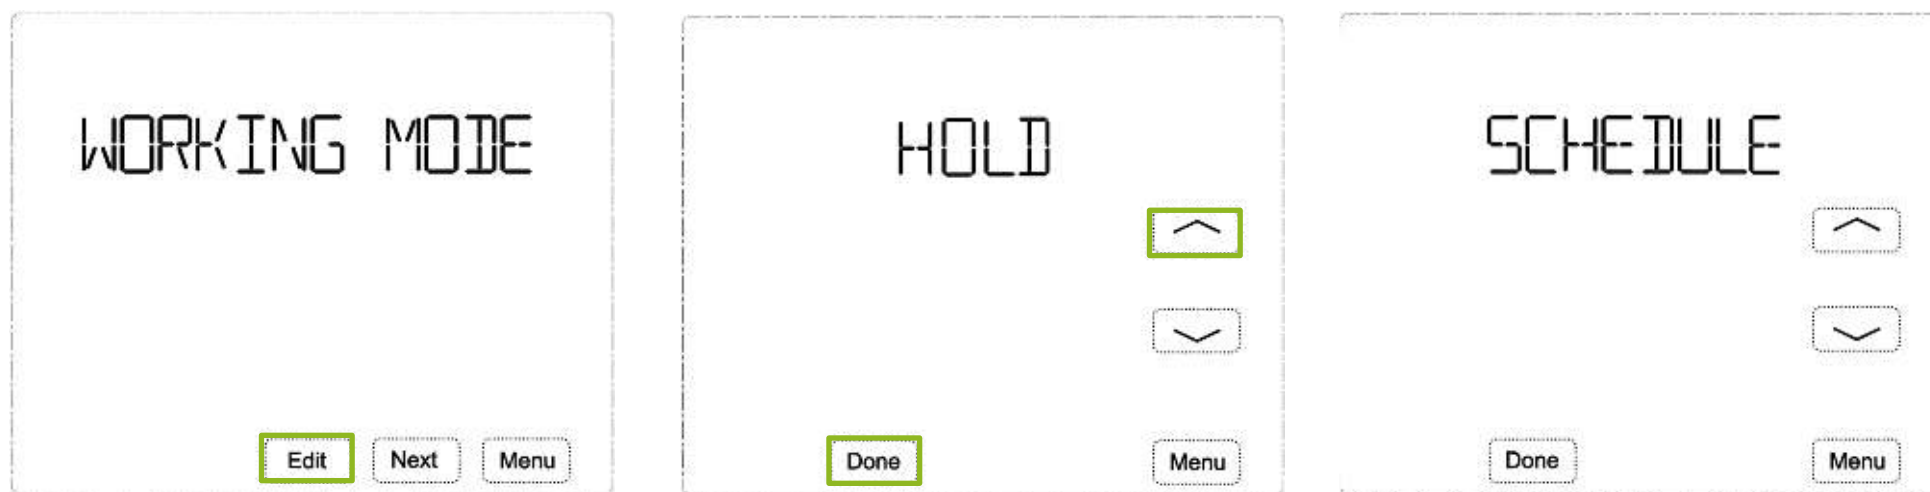 WORKING MODE
Edit Next Menu
HOLD
Done Menu
SCHEDULE
Done Menu